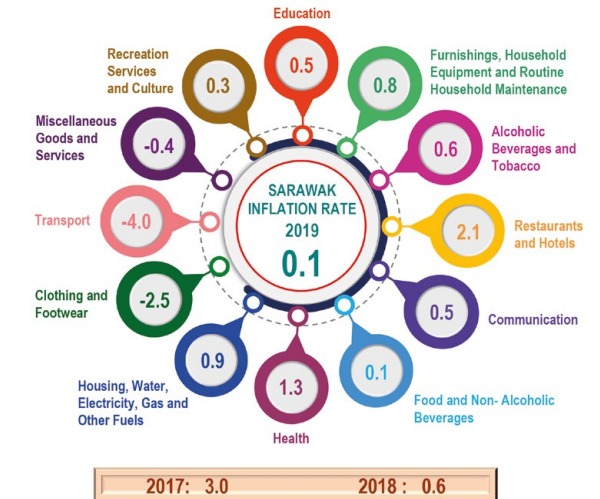 Education
0.5
Recreation
Services
and Culture
0.3
Furnishings, Household
Equipment and Routine
Household Maintenance
0.8
Miscellaneous
Goods and
Services
-0.4
Alcoholic
Beverages and
Tobacco
0.6
SARAWAK
INFLATION RATE
2019
0.1
Transport
-4.0
Restaurants
and Hotels
2.1
Clothing and
Footwear
-2.5
Communication
0.5
Housing, Water,
Electricity, Gas and
Other Fuels
0.9
Health
1.3
Food and Non- Alcoholic
Beverages
0.1
2017: 3.0 2018 : 0.6